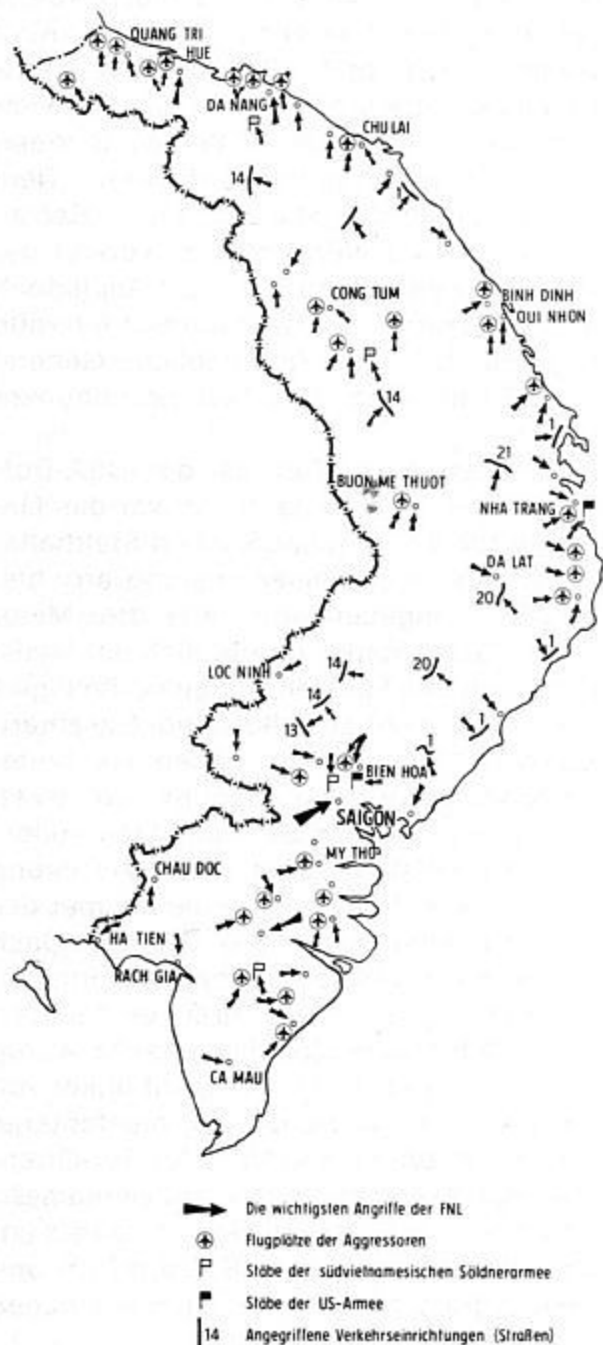 QUANG TRI
HUE
DA NANG
CHU LAI
14
1
CONG TUM
BINH DINH
QUI NHON
14
1
21
BUON ME THUOT
NHA TRANG
DA LAT
20
1
LOC NINH
14
20
14
13
1
1
BIEN HOA
SAIGON
MY THO
CHAU DOC
HA TIEN
RACH GIA
CA MAU
Die wichtigsten Angriffe der FNL
Flugplätze der Aggressoren
Stäbe der südvietnamesischen Söldnerarmee
Stäbe der US-Armee
14 Angegriffene Verkehrseinrichtungen (Straßen)